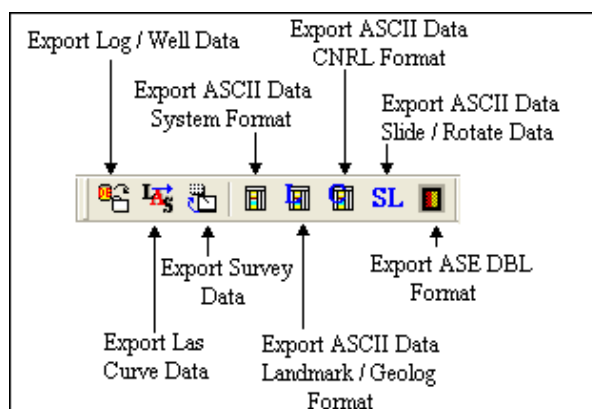 Export Log / Well Data
Export ASCII Data
CNRL Format
Export ASCII Data
System Format
Export ASCII Data
Slide / Rotate Data
LAS
L
C
SL
Export Survey
Data
Export ASE DBL
Format
Export Las
Curve Data
Export ASCII Data
Landmark / Geolog
Format